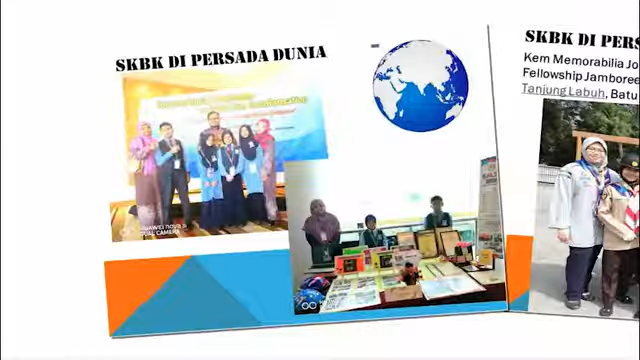 SKBK DI PERSADA DUNIA
HUAWEI nova 3i
DUAL CAMERA
SKBK DI PERS
Kem Memorabilia Jo
Fellowship Jamboree
Tanjung Labuh, Batu